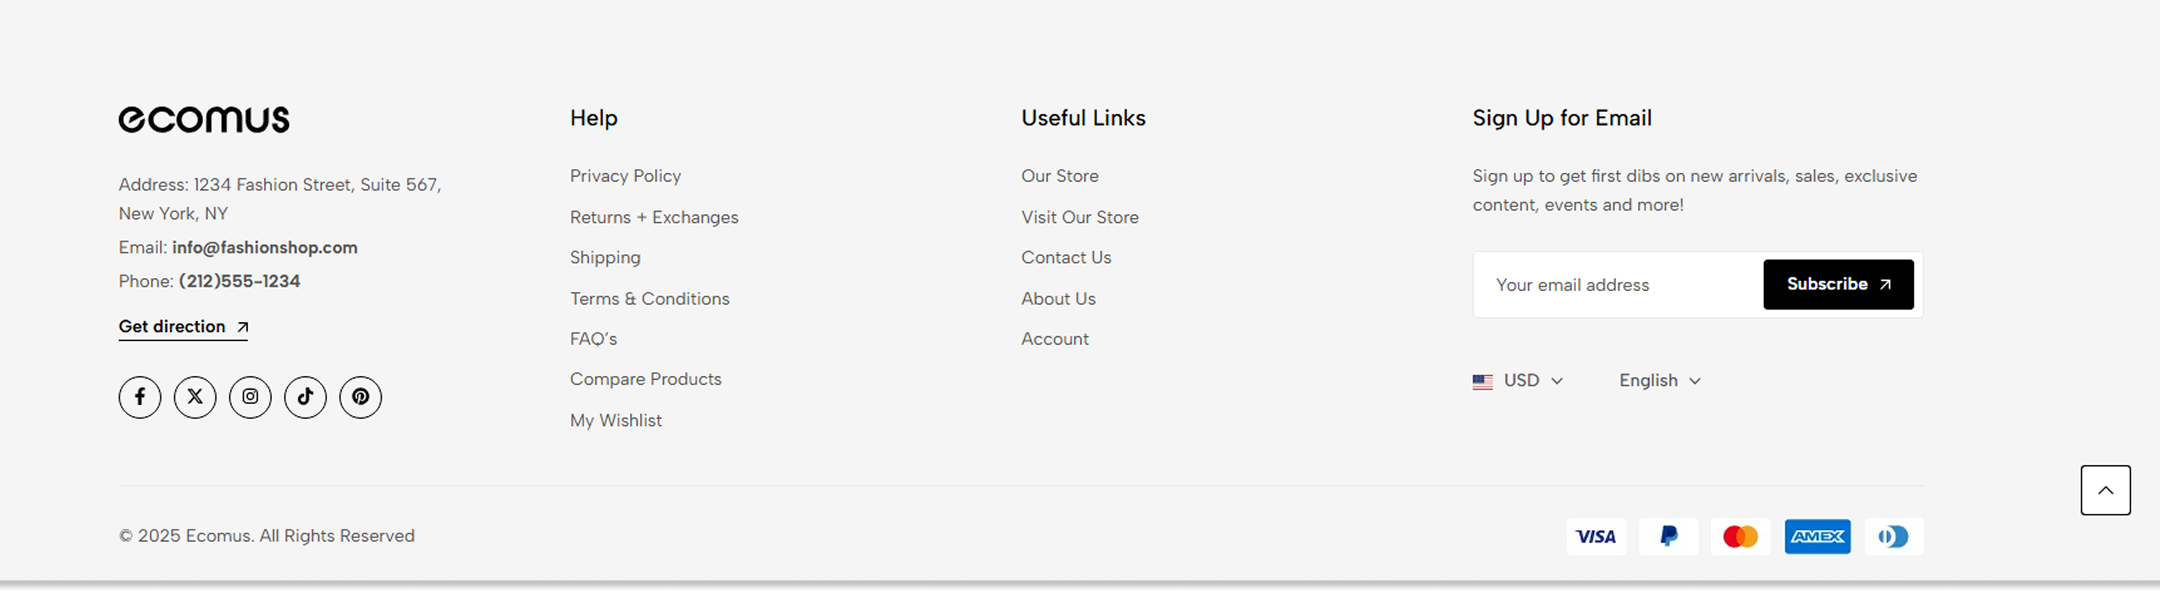 ecomus
Address: 1234 Fashion Street, Suite 567,
New York, NY
Email: info@fashionshop.com
Phone: (212)555-1234
Get direction
Help
Privacy Policy
Returns + Exchanges
Shipping
Terms & Conditions
FAQ’s
Compare Products
My Wishlist
Useful Links
Our Store
Visit Our Store
Contact Us
About Us
Account
Sign Up for Email
Sign up to get first dibs on new arrivals, sales, exclusive
content, events and more!
Your email address
Subscribe
USD
English
© 2025 Ecomus. All Rights Reserved
VISA
AMEX